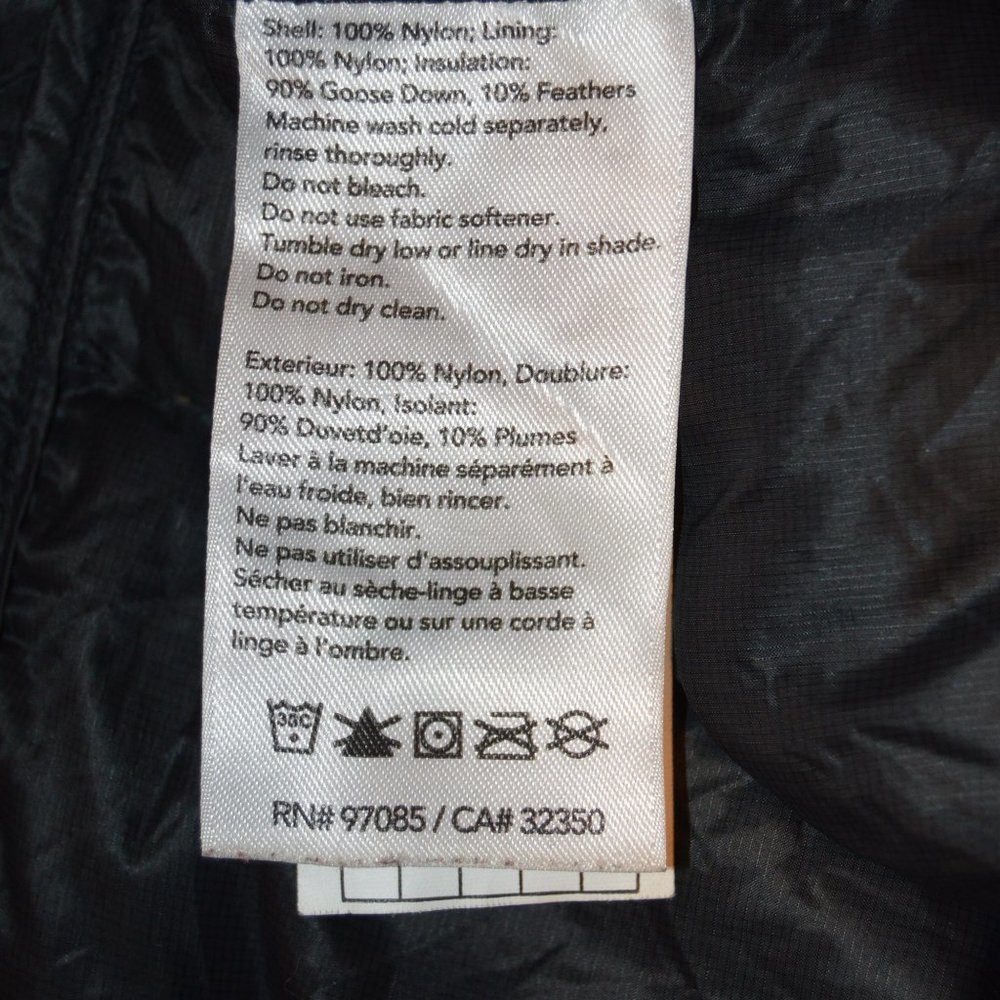 Shell: 100% Nylon; Lining:
100% Nylon; Insulation:
90% Goose Down, 10% Feathers
Machine wash cold separately,
rinse thoroughly.
Do not bleach.
Do not use fabric softener.
Tumble dry low or line dry in shade.
Do not iron.
Do not dry clean.
Exterieur: 100% Nylon, Doublure:
100% Nylon, Isolant:
90% Duvetd'oie, 10% Plumes
Laver à la machine séparément à
l'eau froide, bien rincer.
Ne pas blanchir.
Ne pas utiliser d'assouplissant.
Sécher au sèche-linge à basse
température ou sur une corde à
linge à l'ombre.
30C
RN# 97085 / CA# 32350